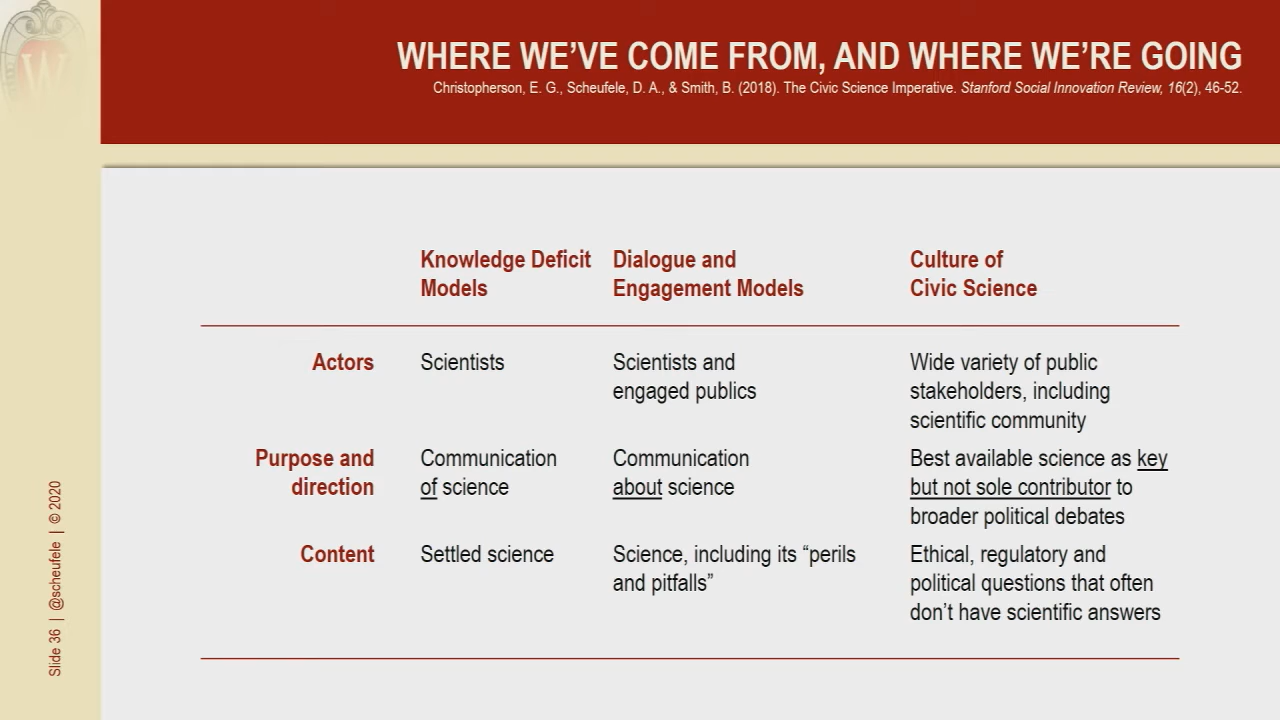 WHERE WE’VE COME FROM, AND WHERE WE’RE GOING
Christopherson, E. G., Scheufele, D. A., & Smith, B. (2018). The Civic Science Imperative. Stanford Social Innovation Review, 16(2), 46-52.
Knowledge Deficit
Models
Dialogue and
Engagement Models
Culture of
Civic Science
Actors
Scientists
Scientists and
engaged publics
Wide variety of public
stakeholders, including
scientific community
Purpose and
direction
Communication
of science
Communication
about science
Best available science as key
but not sole contributor to
broader political debates
Content
Settled science
Science, including its “perils
and pitfalls”
Ethical, regulatory and
political questions that often
don’t have scientific answers
Slide 36 | @scheufele | © 2020
W